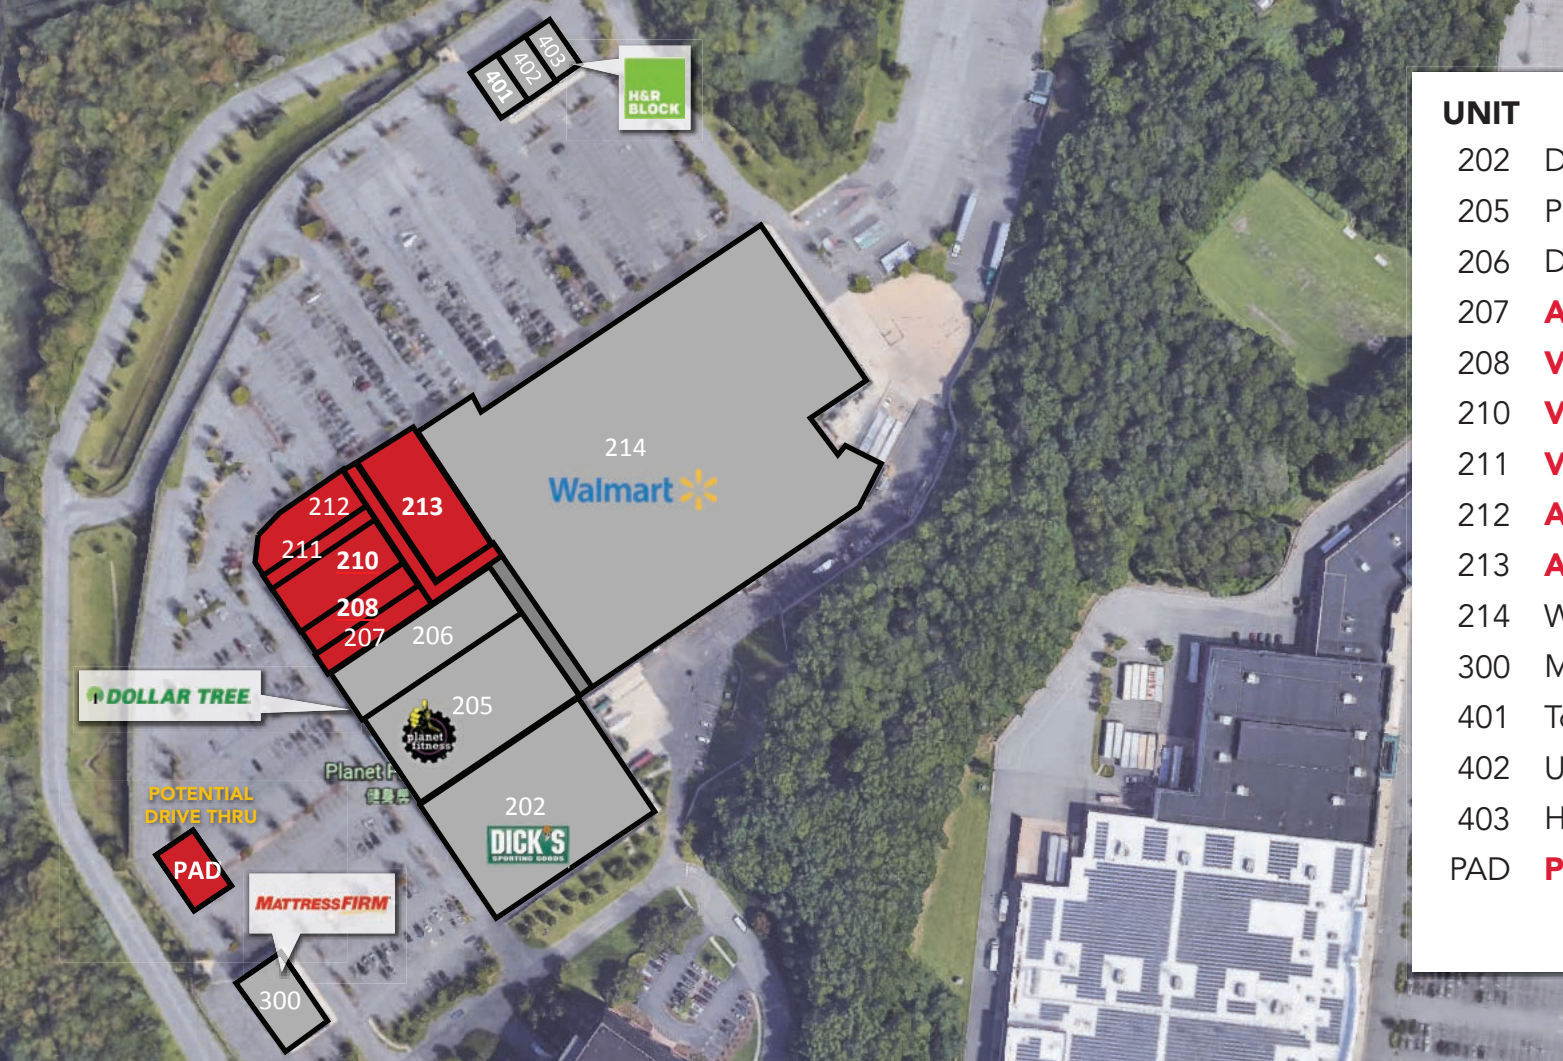 401
402
403
H&R
BLOCK
214
Walmart
213
212
211
210
208
207
206
DOLLAR TREE
205
planet
fitness
Planet F
202
DICK'S
SPORTING GOODS
POTENTIAL
DRIVE THRU
PAD
MATTRESSFIRM
300
UNIT
202 D
205 P
206 D
207 A
208 V
210 V
211 V
212 A
213 A
214 W
300 M
401 To
402 U
403 H
PAD P